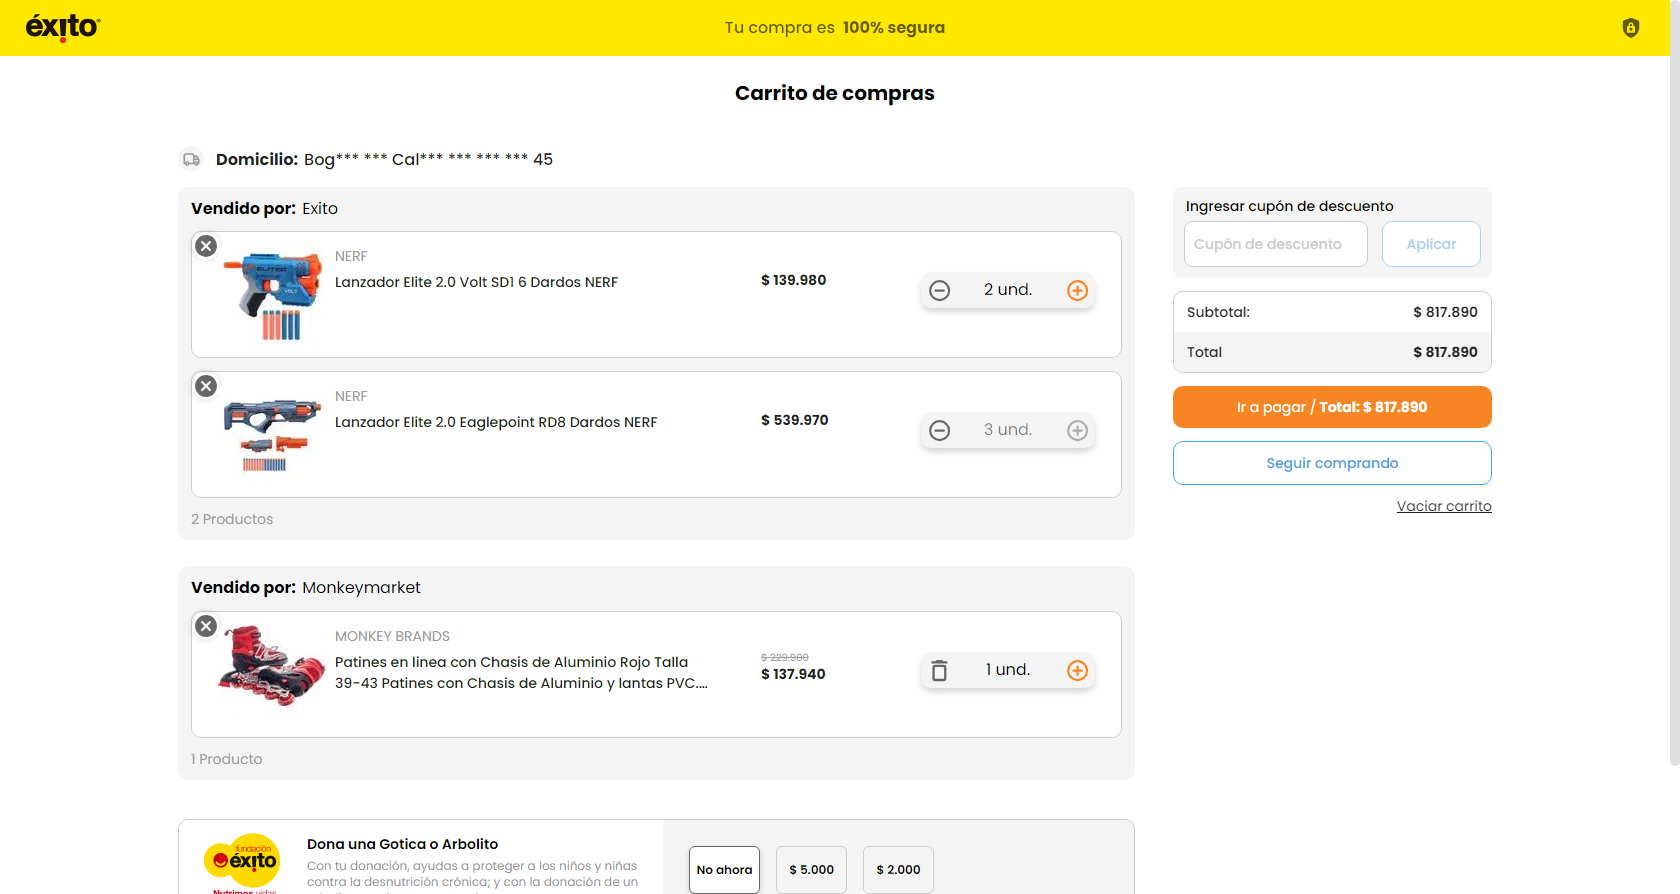 éxito
Tu compra es 100% segura
Carrito de compras
Domicilio: Bog*** *** Cal*** *** *** *** 45
Vendido por: Exito
NERF
Lanzador Elite 2.0 Volt SD1 6 Dardos NERF
$ 139.980
2 und.
NERF
Lanzador Elite 2.0 Eaglepoint RD8 Dardos NERF
$ 539.970
3 und.
2 Productos
Vendido por: Monkeymarket
MONKEY BRANDS
Patines en linea con Chasis de Aluminio Rojo Talla
39-43 Patines con Chasis de Aluminio y lantas PVC....
$ 229.900
$ 137.940
1 und.
1 Producto
Ingresar cupón de descuento
Cupón de descuento
Aplicar
Subtotal: $ 817.890
Total $ 817.890
Ir a pagar / Total: $ 817.890
Seguir comprando
Vaciar carrito
fundación
éxito
Dona una Gotica o Arbolito
Con tu donación, ayudas a proteger a los niños y niñas
contra la desnutrición crónica; y con la donación de un
No ahora
$ 5.000
$ 2.000